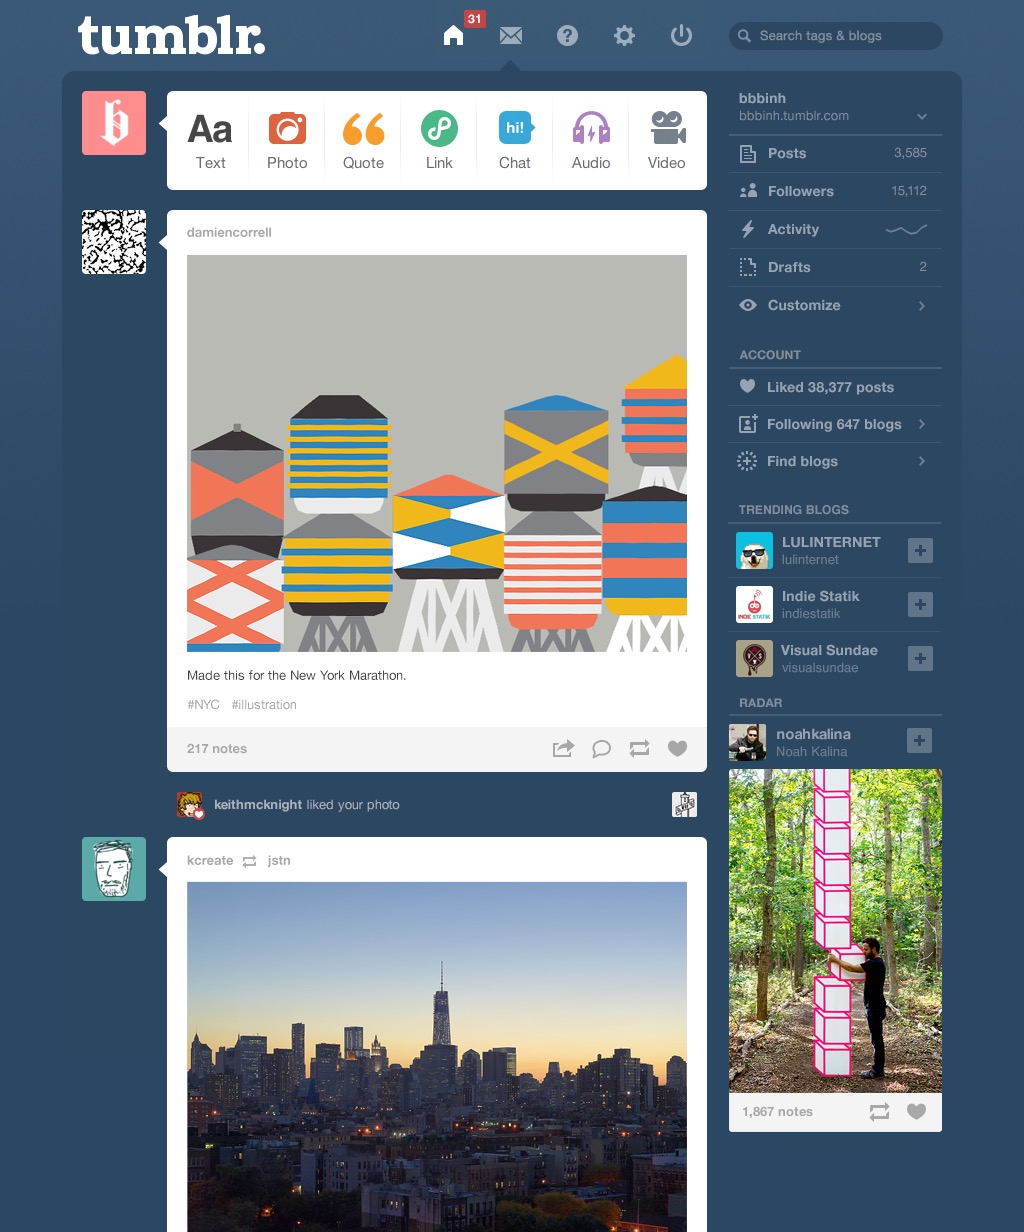 tumblr.
31
Search tags & blogs
b
Aa
Text
Photo
Quote
Link
hi!
Chat
Audio
Video
damiencorrell
Made this for the New York Marathon.
#NYC #illustration
217 notes
keithmcknight liked your photo
kcreate jstn
bbbinh
bbbinh.tumblr.com
Posts 3,585
Followers 15,112
Activity
Drafts 2
Customize
ACCOUNT
Liked 38,377 posts
Following 647 blogs
Find blogs
TRENDING BLOGS
LULINTERNET
lulinternet
Indie Statik
indiestatik
INDIE STATIK
Visual Sundae
visualsundae
RADAR
noahkalina
Noah Kalina
1,867 notes